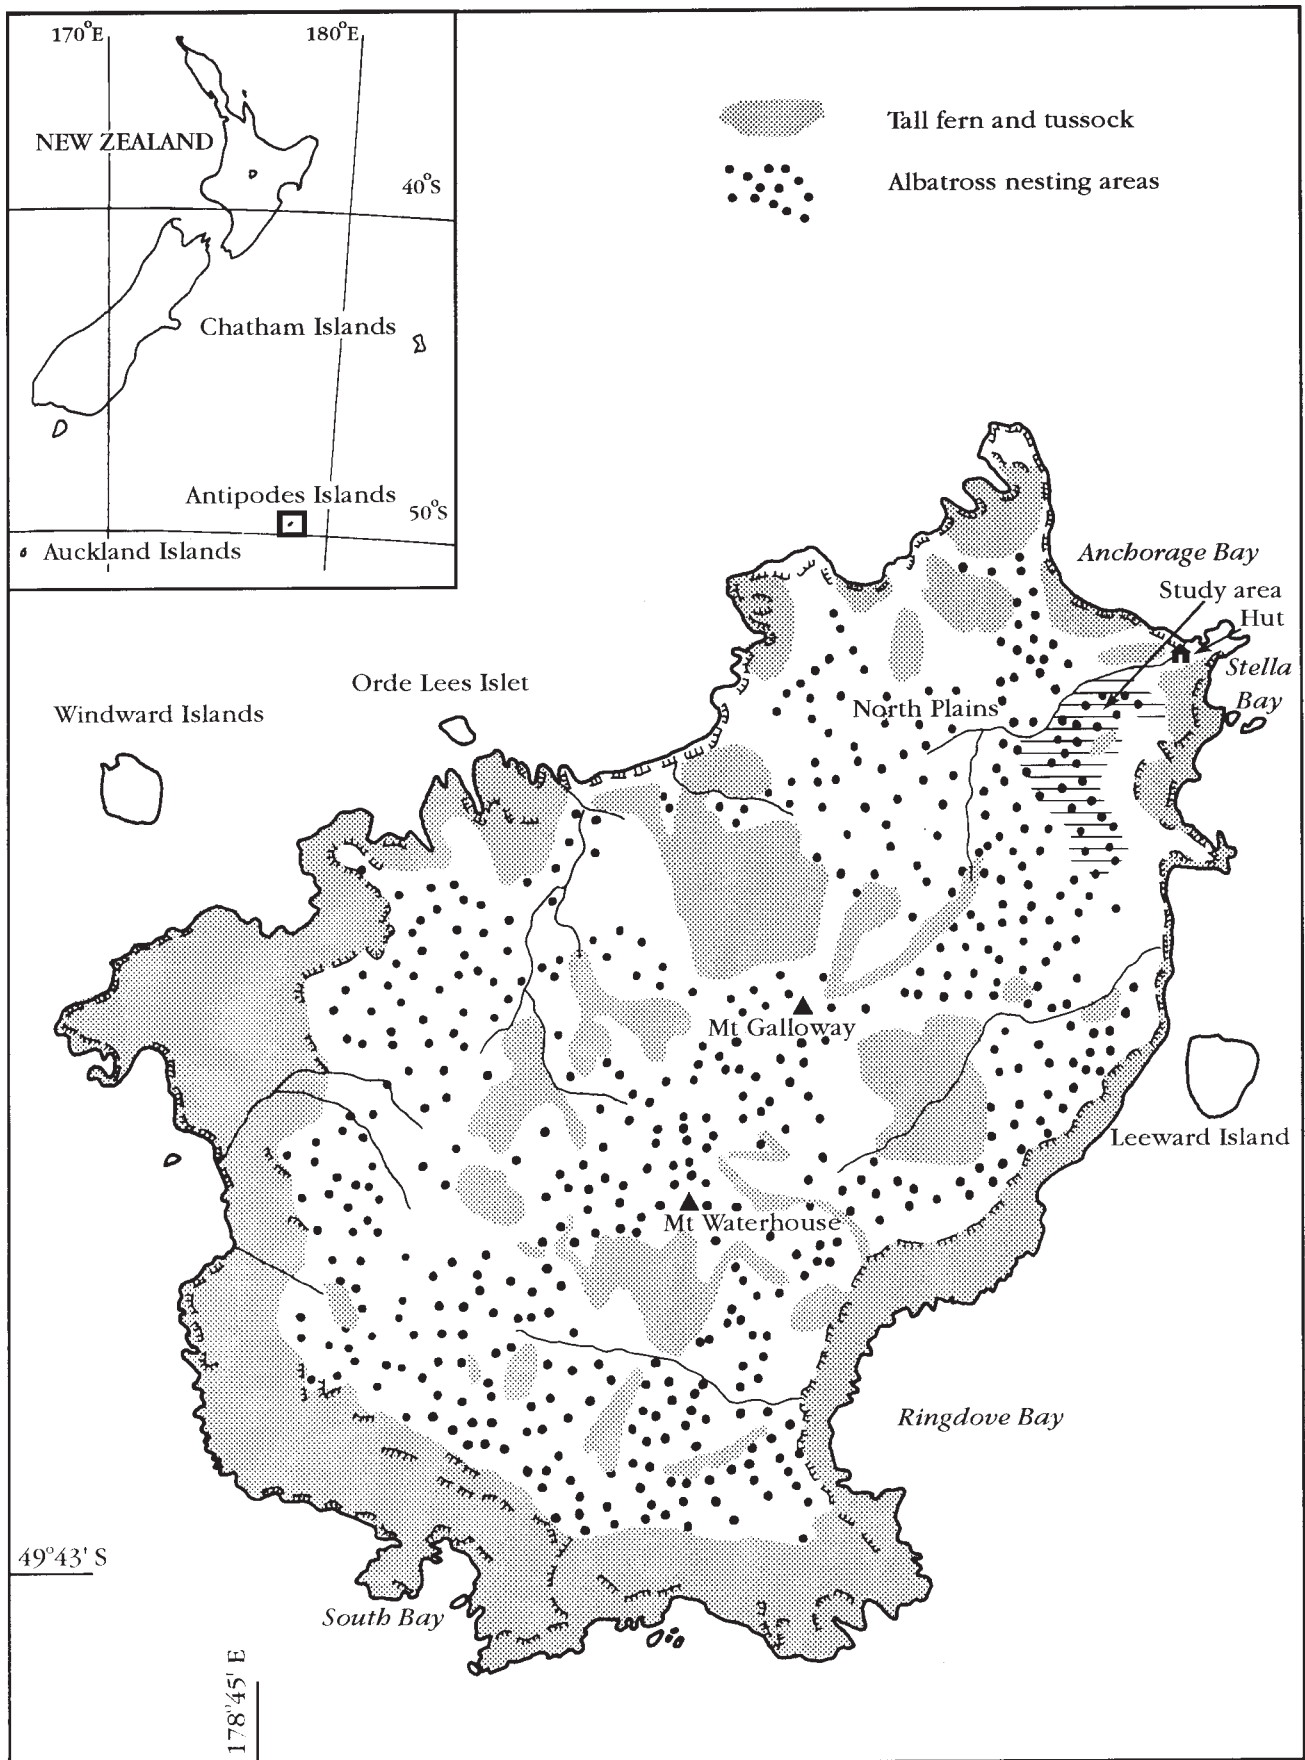 170°E
180°E
NEW ZEALAND
40°S
Chatham Islands
Antipodes Islands
50°S
Auckland Islands
Tall fern and tussock
Albatross nesting areas
Anchorage Bay
Study area
Hut
Stella
Bay
Orde Lees Islet
Windward Islands
North Plains
Mt Galloway
Leeward Island
Mt Waterhouse
Ringdove Bay
49°43' S
South Bay
178°45' E